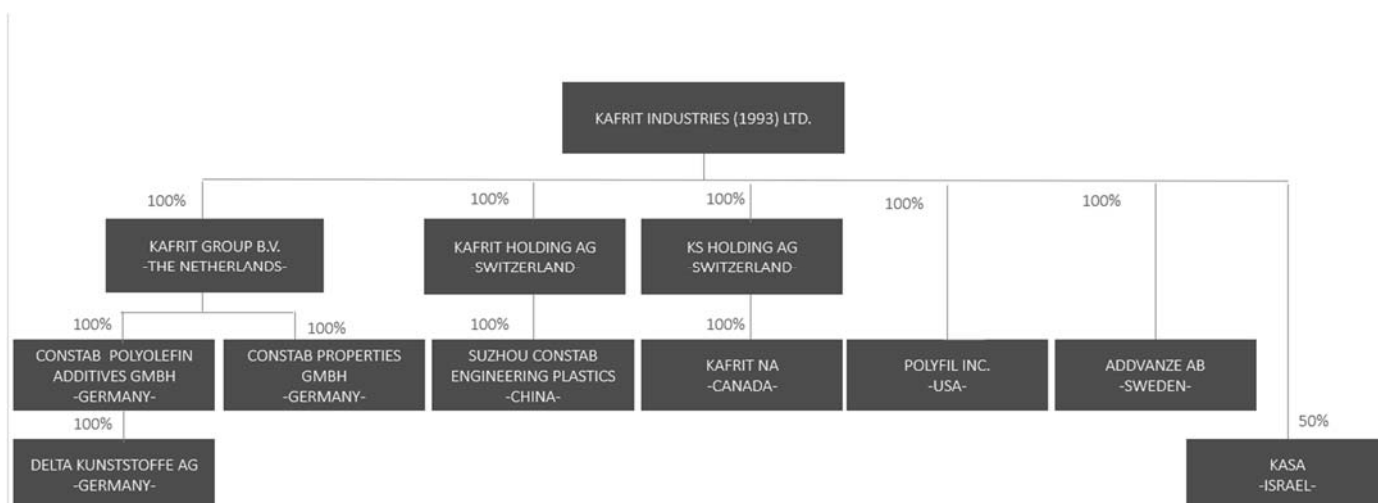 KAFRIT INDUSTRIES (1993) LTD.
100%
100%
100%
100%
100%
KAFRIT GROUP B.V.
-THE NETHERLANDS-
KAFRIT HOLDING AG
-SWITZERLAND-
KS HOLDING AG
-SWITZERLAND-
100%
100%
100%
100%
CONSTAB POLYOLEFIN
ADDITIVES GMBH
-GERMANY-
CONSTAB PROPERTIES
GMBH
-GERMANY-
SUZHOU CONSTAB
ENGINEERING PLASTICS
-CHINA-
KAFRIT NA
-CANADA-
POLYFIL INC.
-USA-
ADDVANZE AB
-SWEDEN-
100%
50%
DELTA KUNSTSTOFFE AG
-GERMANY-
KASA
-ISRAEL-